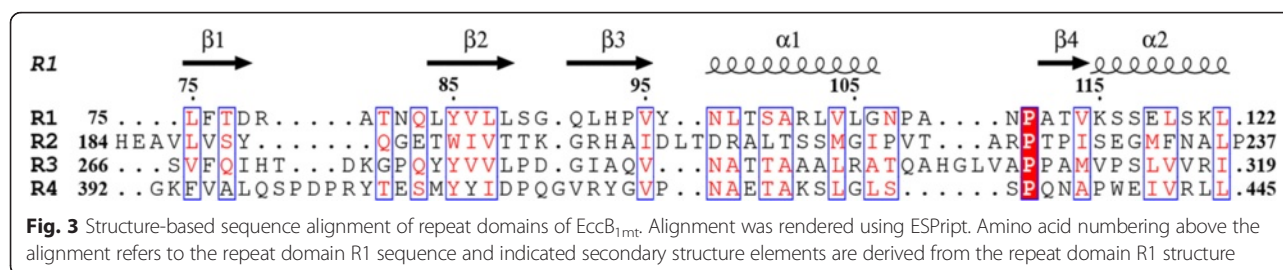 β1 β2 β3 α1 β4 α2
R1
75 85 95 105 115
R1 75 ....LFTDR.....ATNQLYVLLSG.QLHPVY..NLTSARLVLGNPA...NPATVKSSELSKL.122
R2 184 HEAVLVSY.......QGETWIVTTK.GRHAIDLTDRALTSSMGIPVT..ARPTPISEGMFNALP237
R3 266 ...SVFQIHT...DKGPQYYVVLPD.GIAQV...NATTAALRATQAHGLVAPPAMVPSLVVRI.319
R4 392 ..GKFVALQSPDPRYTESMYYIDPQGVRYGVP..NAETAKSLGLS......SPQNAPWEIVRLL.445
Fig. 3 Structure-based sequence alignment of repeat domains of EccB1mt. Alignment was rendered using ESPript. Amino acid numbering above the
alignment refers to the repeat domain R1 sequence and indicated secondary structure elements are derived from the repeat domain R1 structure